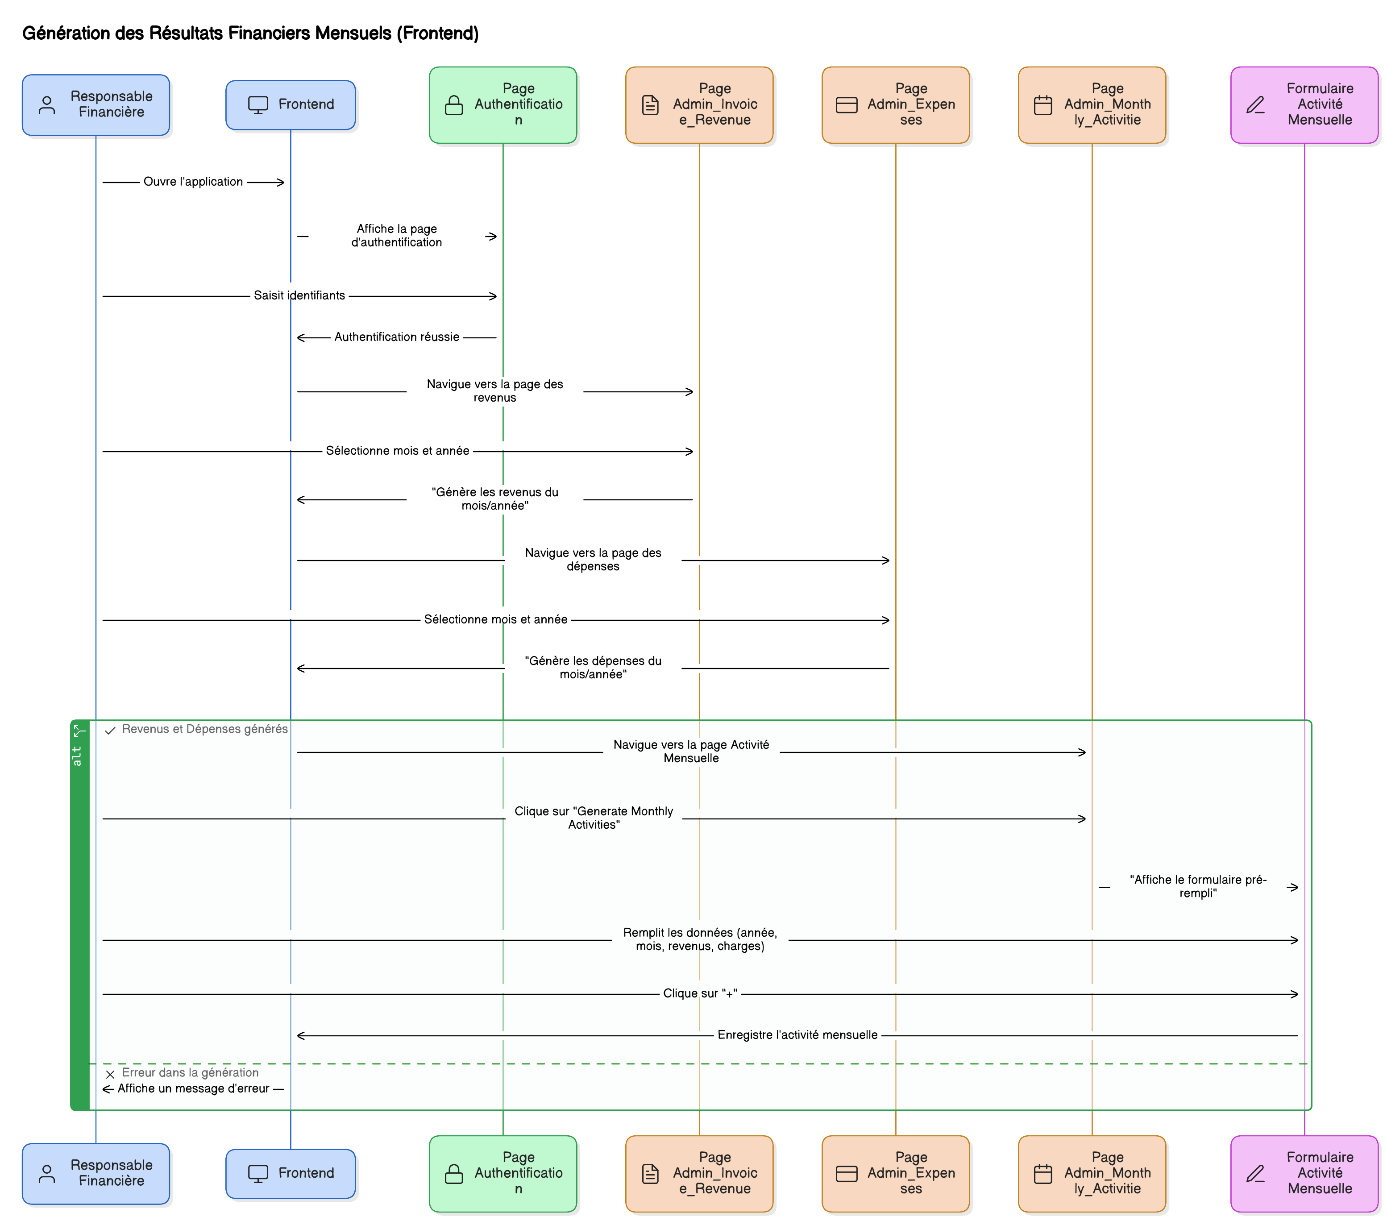 Génération des Résultats Financiers Mensuels (Frontend)
Responsable
Financière
Frontend
Page
Authentificatio
n
Page
Admin_Invoic
e_Revenue
Page
Admin_Expen
ses
Page
Admin_Month
ly_Activitie
Formulaire
Activité
Mensuelle
Ouvre l'application
Affiche la page
d'authentification
Saisit identifiants
Authentification réussie
Navigue vers la page des
revenus
Sélectionne mois et année
"Génère les revenus du
mois/année"
Navigue vers la page des
dépenses
Sélectionne mois et année
"Génère les dépenses du
mois/année"
alt
Revenus et Dépenses générés
Navigue vers la page Activité
Mensuelle
Clique sur "Generate Monthly
Activities"
"Affiche le formulaire pré-
rempli"
Remplit les données (année,
mois, revenus, charges)
Clique sur "+"
Enregistre l'activité mensuelle
Erreur dans la génération
Affiche un message d'erreur
Responsable
Financière
Frontend
Page
Authentificatio
n
Page
Admin_Invoic
e_Revenue
Page
Admin_Expen
ses
Page
Admin_Month
ly_Activitie
Formulaire
Activité
Mensuelle